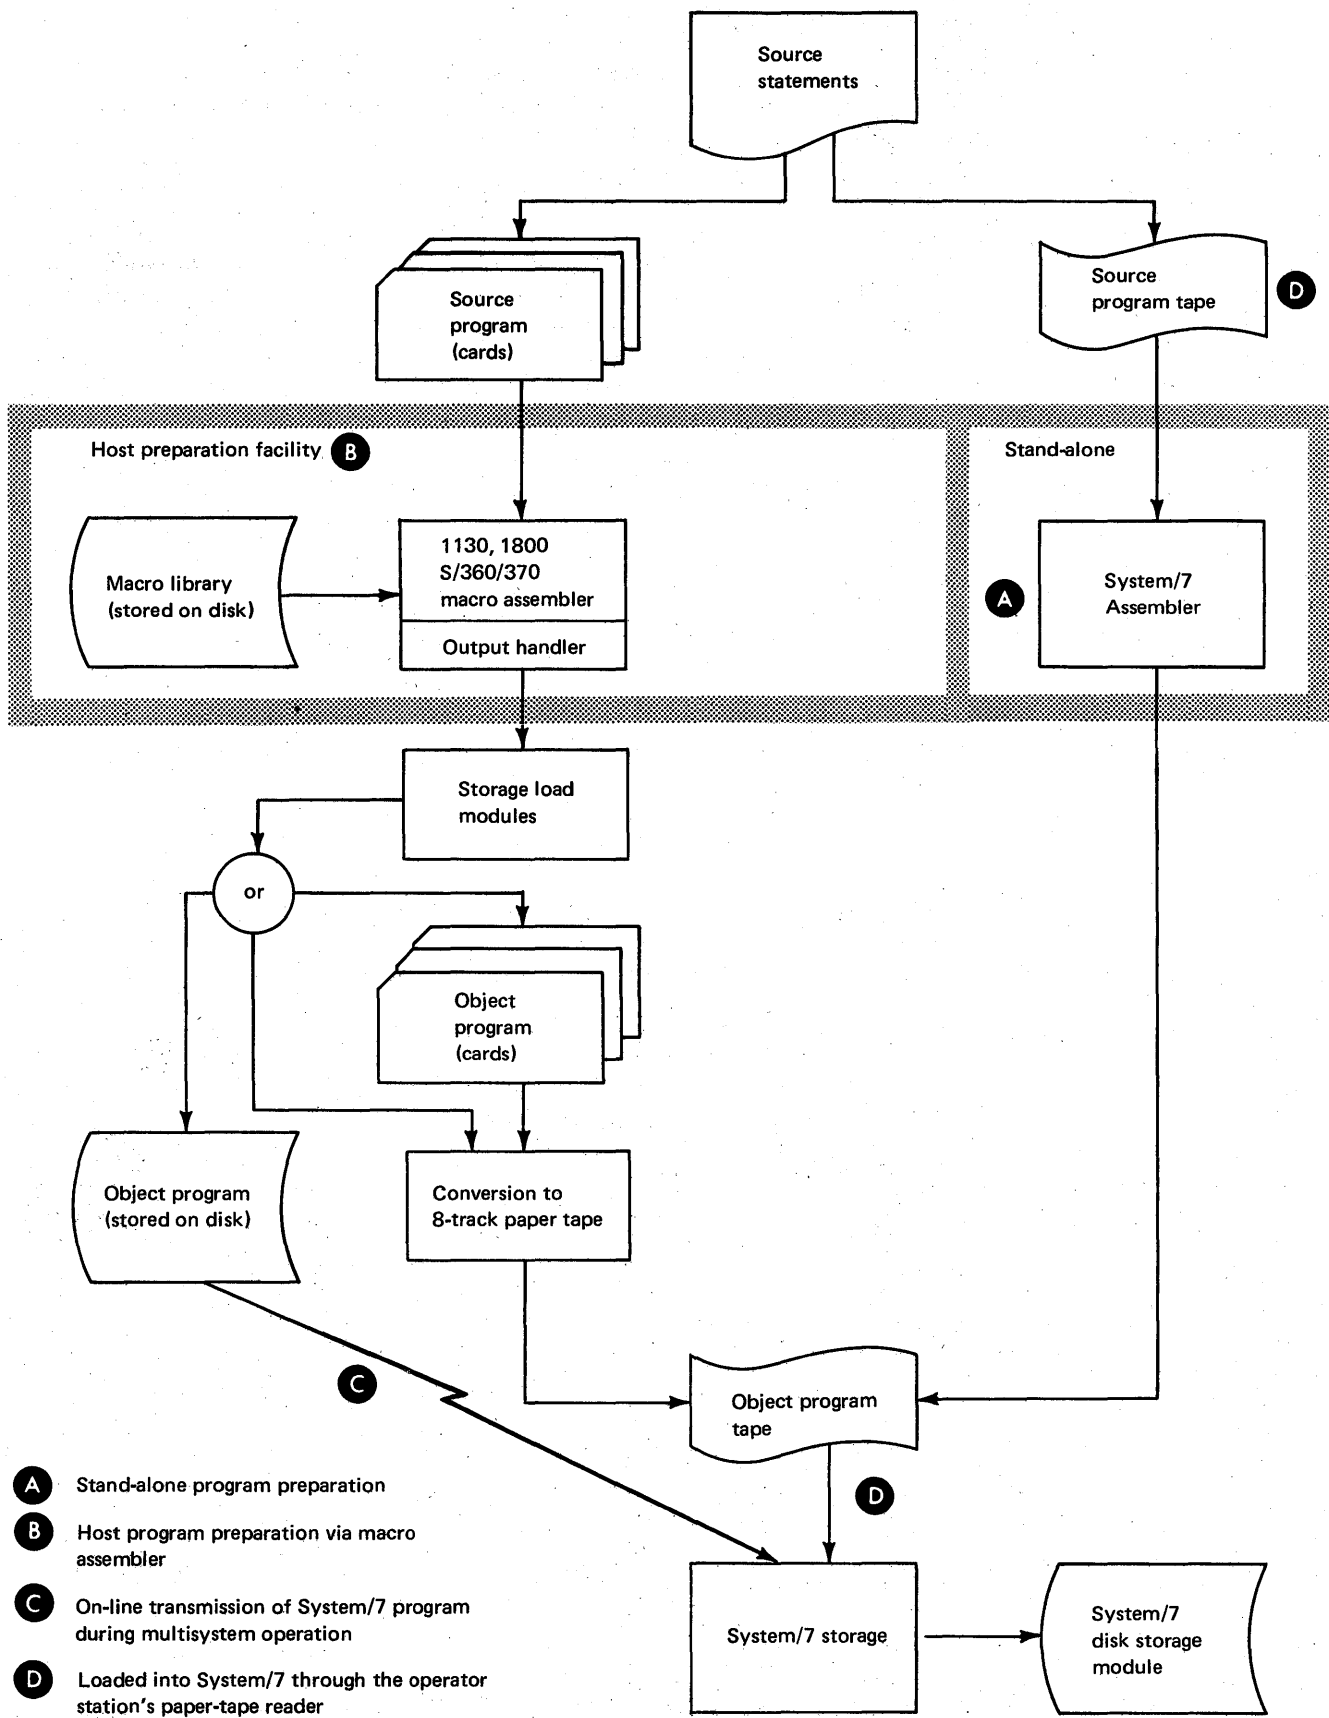 Source
statements
Source
program
(cards)
Source
program tape
D
Host preparation facility B
Stand-alone
Macro library
(stored on disk)
1130, 1800
S/360/370
macro assembler
Output handler
A
System/7
Assembler
Storage load
modules
or
Object
program
(cards)
Object program
(stored on disk)
Conversion to
8-track paper tape
C
Object program
tape
D
A Stand-alone program preparation
B Host program preparation via macro
assembler
C On-line transmission of System/7 program
during multisystem operation
D Loaded into System/7 through the operator
station's paper-tape reader
System/7 storage
System/7
disk storage
module